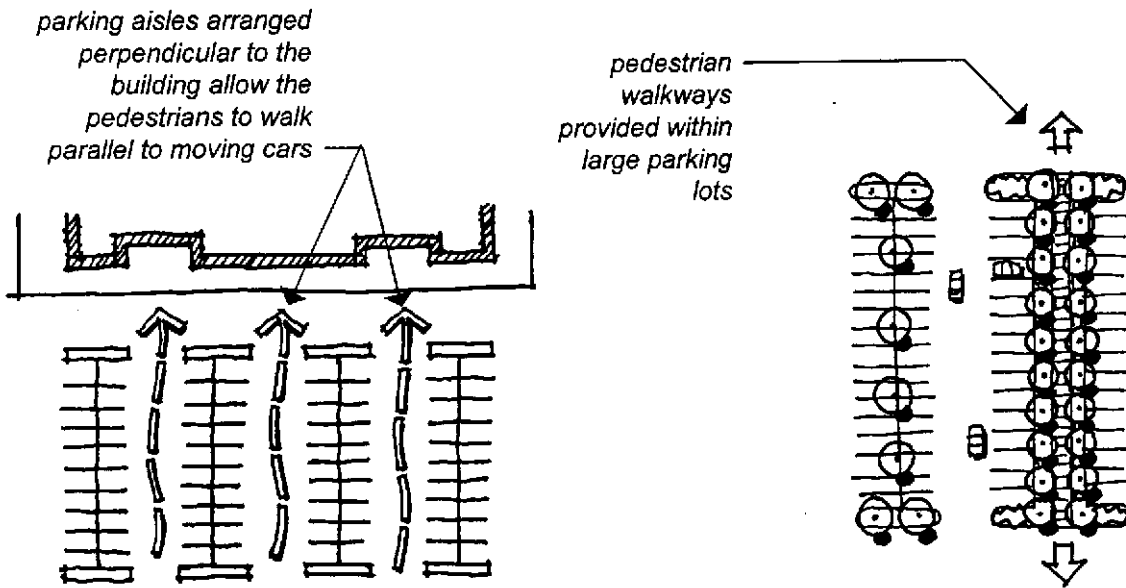 parking aisles arranged
perpendicular to the
building allow the
pedestrians to walk
parallel to moving cars
pedestrian
walkways
provided within
large parking
lots